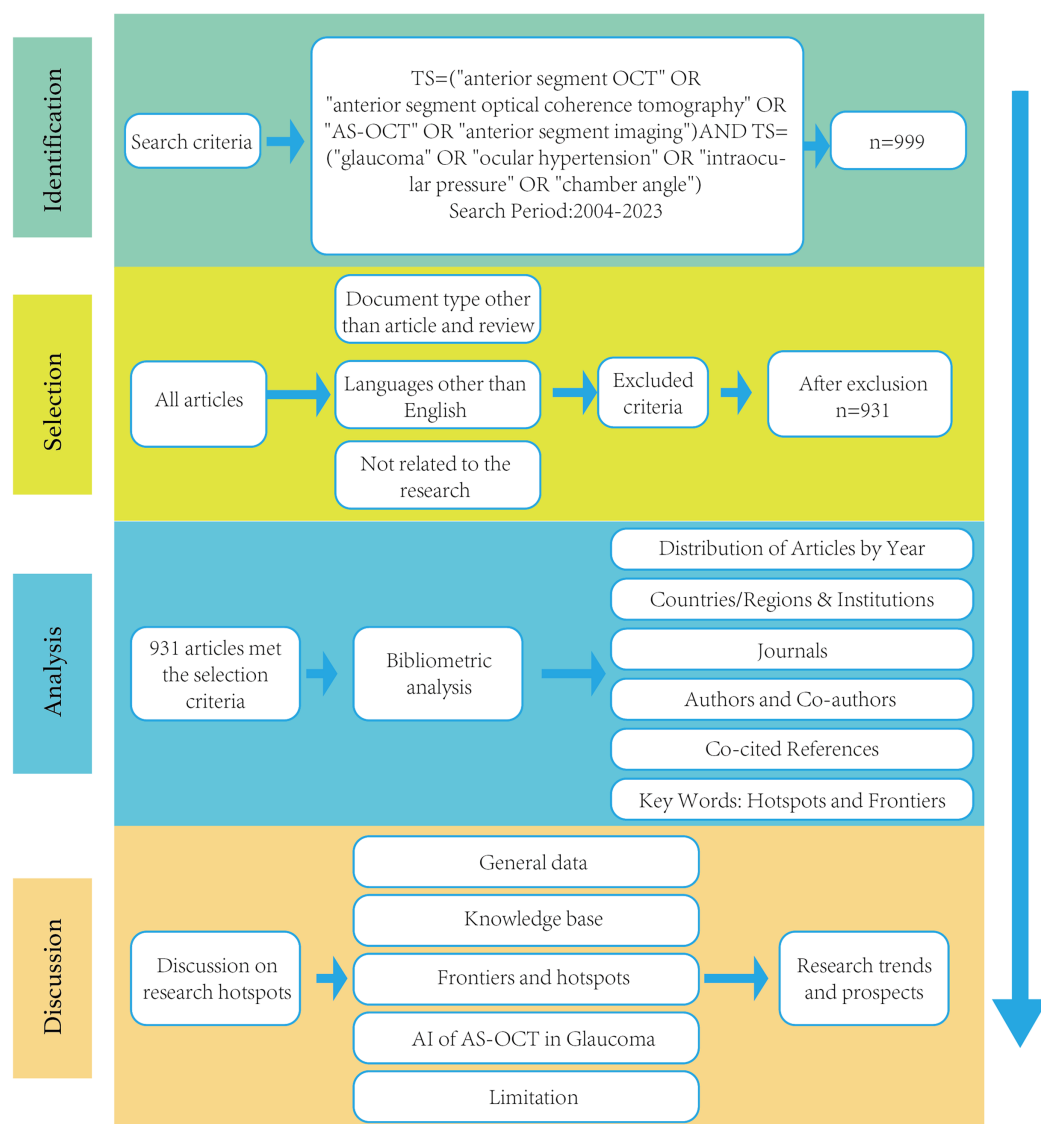 Identification
Search criteria
TS=("anterior segment OCT" OR
"anterior segment optical coherence tomography" OR
"AS-OCT" OR "anterior segment imaging")AND TS=
("glaucoma" OR "ocular hypertension" OR "intraocu-
lar pressure" OR "chamber angle")
Search Period:2004-2023
n=999
Selection
All articles
Document type other
than article and review
Languages other than
English
Not related to the
research
Excluded
criteria
After exclusion
n=931
Analysis
931 articles met
the selection
criteria
Bibliometric
analysis
Distribution of Articles by Year
Countries/Regions & Institutions
Journals
Authors and Co-authors
Co-cited References
Key Words: Hotspots and Frontiers
Discussion
Discussion on
research hotspots
General data
Knowledge base
Frontiers and hotspots
AI of AS-OCT in Glaucoma
Limitation
Research trends
and prospects